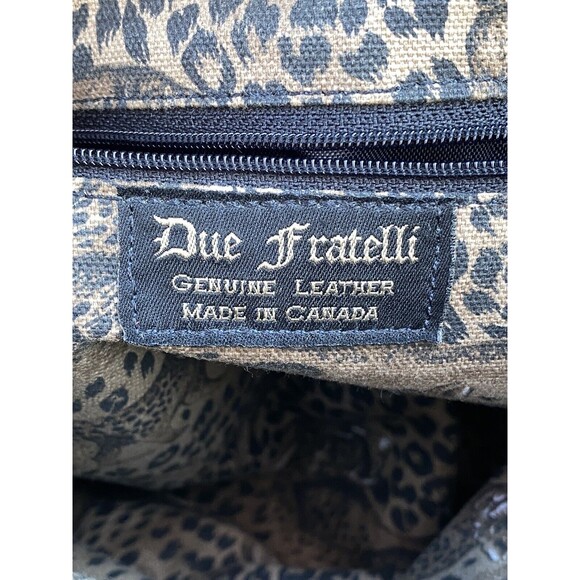 Due Fratelli
GENUINE LEATHER
MADE IN CANADA